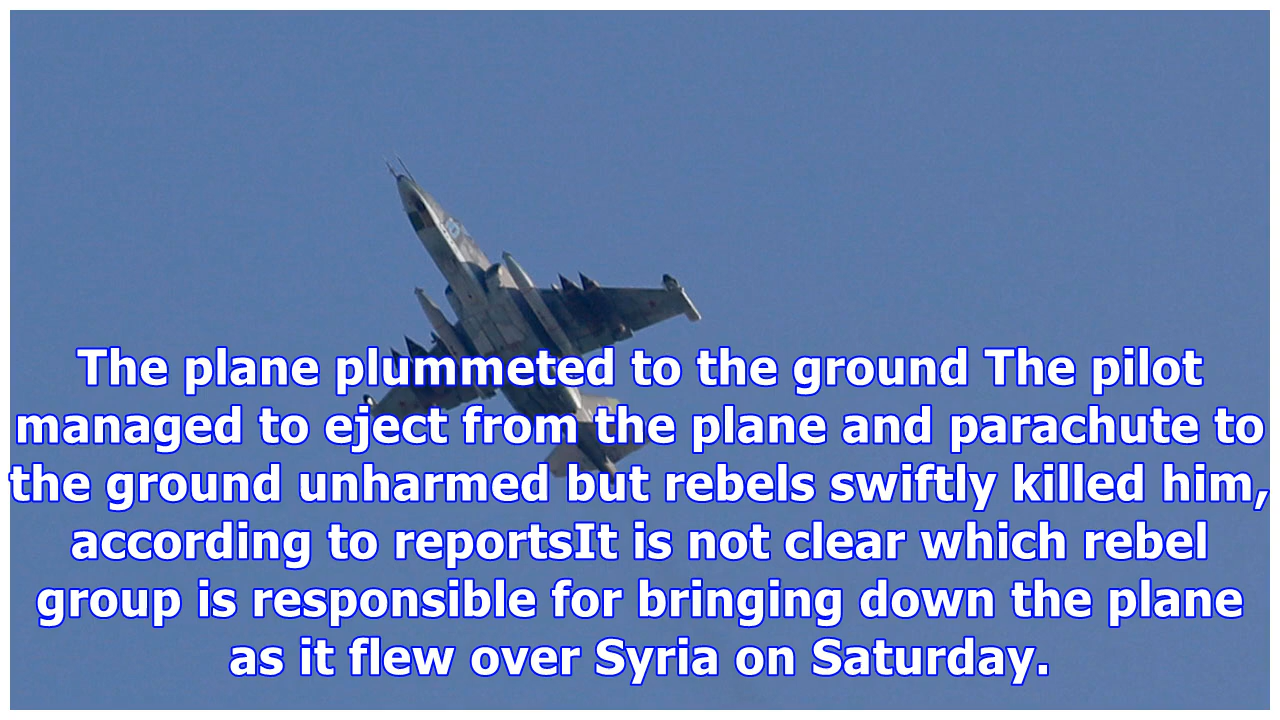 The plane plummeted to the ground The pilot
managed to eject from the plane and parachute to
the ground unharmed but rebels swiftly killed him,
according to reportsIt is not clear which rebel
group is responsible for bringing down the plane
as it flew over Syria on Saturday.